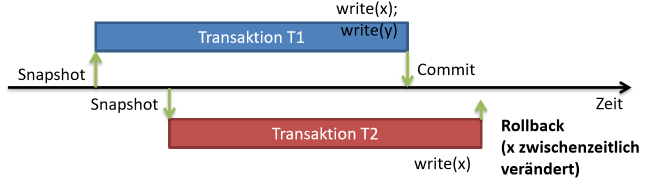 write(x);
write(y)
Transaktion T1
Snapshot
Commit
Snapshot
Zeit
Transaktion T2
Rollback
(x zwischenzeitlich
verändert)
write(x)